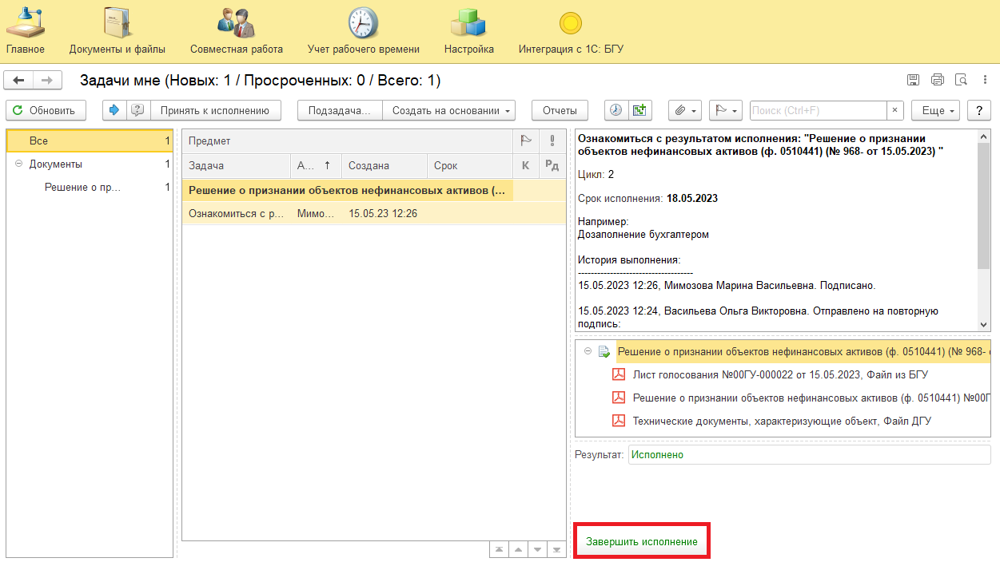 Главное
Документы и файлы
Совместная работа
Учет рабочего времени
Настройка
Интеграция с 1С: БГУ
Задачи мне (Новых: 1 / Просроченных: 0 / Всего: 1)
Обновить
Принять к исполнению
Подзадача...
Создать на основании
Отчеты
Поиск (Ctrl+F)
×
Еще
?
Все 1
Документы 1
Решение о пр... 1
Предмет
Задача
А... ↑
Создана
Срок
К
Рд
Решение о признании объектов нефинансовых активов (...
Ознакомиться с р... Мимо... 15.05.23 12:26
Ознакомиться с результатом исполнения: "Решение о признании
объектов нефинансовых активов (ф. 0510441) (№ 968- от 15.05.2023) "
Цикл: 2
Срок исполнения: 18.05.2023
Например:
Дозаполнение бухгалтером
История выполнения:
------------------------------------
15.05.2023 12:26, Мимозова Марина Васильевна. Подписано.
15.05.2023 12:24, Васильева Ольга Викторовна. Отправлено на повторную
подпись:
Решение о признании объектов нефинансовых активов (ф. 0510441) (№ 968-
Лист голосования №00ГУ-000022 от 15.05.2023, Файл из БГУ
Решение о признании объектов нефинансовых активов (ф. 0510441) №00Г
Технические документы, характеризующие объект, Файл ДГУ
Результат: Исполнено
Завершить исполнение